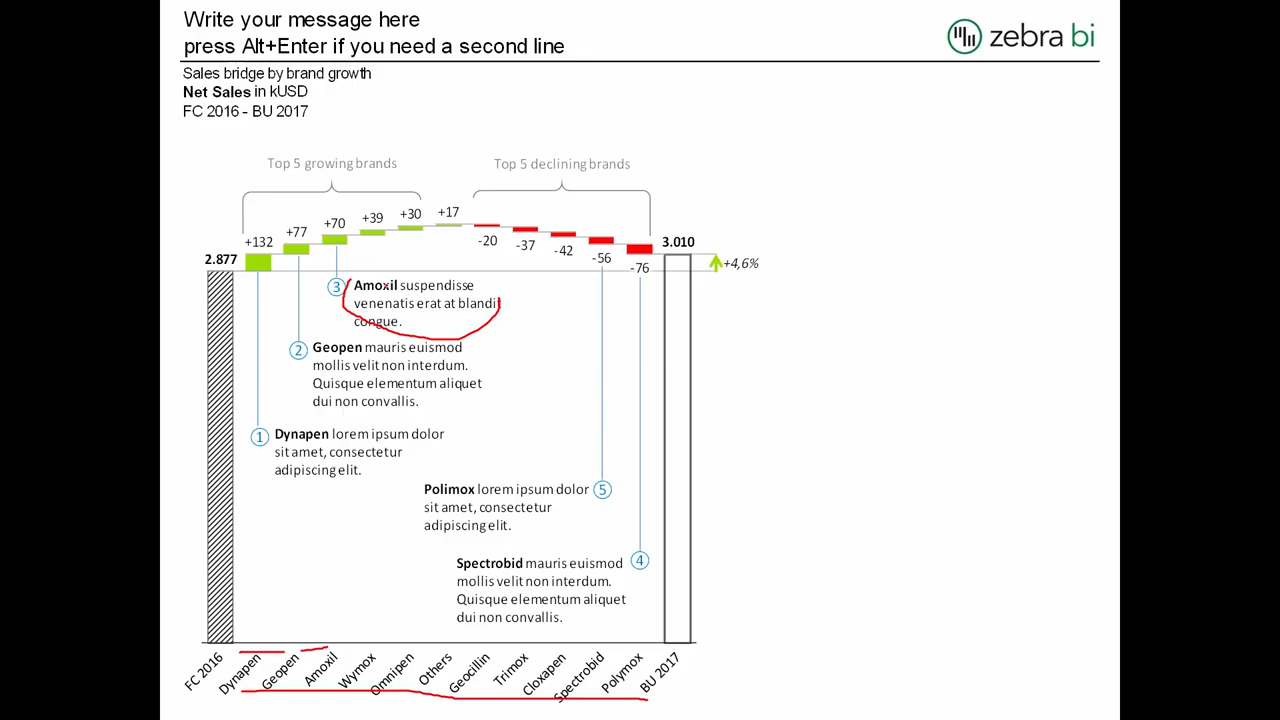 Write your message here
press Alt+Enter if you need a second line
zebra bi
Sales bridge by brand growth
Net Sales in kUSD
FC 2016 - BU 2017
Top 5 growing brands
Top 5 declining brands
2.877
+132
+77
+70
+39
+30
+17
-20
-37
-42
-56
-76
3.010
+4,6%
3
Amoxil suspendisse
venenatis erat at blandit
congue.
2
Geopen mauris euismod
mollis velit non interdum.
Quisque elementum aliquet
dui non convallis.
1
Dynapen lorem ipsum dolor
sit amet, consectetur
adipiscing elit.
Polimox lorem ipsum dolor
sit amet, consectetur
adipiscing elit.
5
Spectrobid mauris euismod
mollis velit non interdum.
Quisque elementum aliquet
dui non convallis.
4
FC 2016
Dynapen
Geopen
Amoxil
Wymox
Omnipen
Others
Geocillin
Trimox
Cloxapen
Spectrobid
Polymox
BU 2017